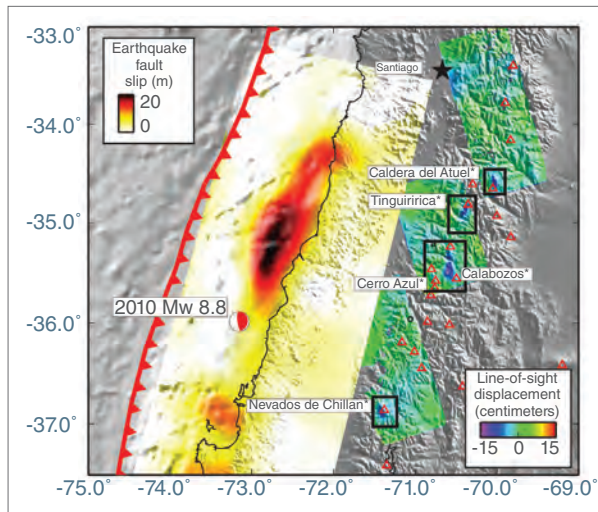 -33.0°
-34.0°
-35.0°
-36.0°
-37.0°
Earthquake
fault
slip (m)
20
0
Santiago
Caldera del Atuel*
Tinguiririca*
Cerro Azul*
Calabozos*
2010 Mw 8.8
Nevados de Chillan*
Line-of-sight
displacement
(centimeters)
-15 0 15
-75.0° -74.0° -73.0° -72.0° -71.0° -70.0° -69.0°